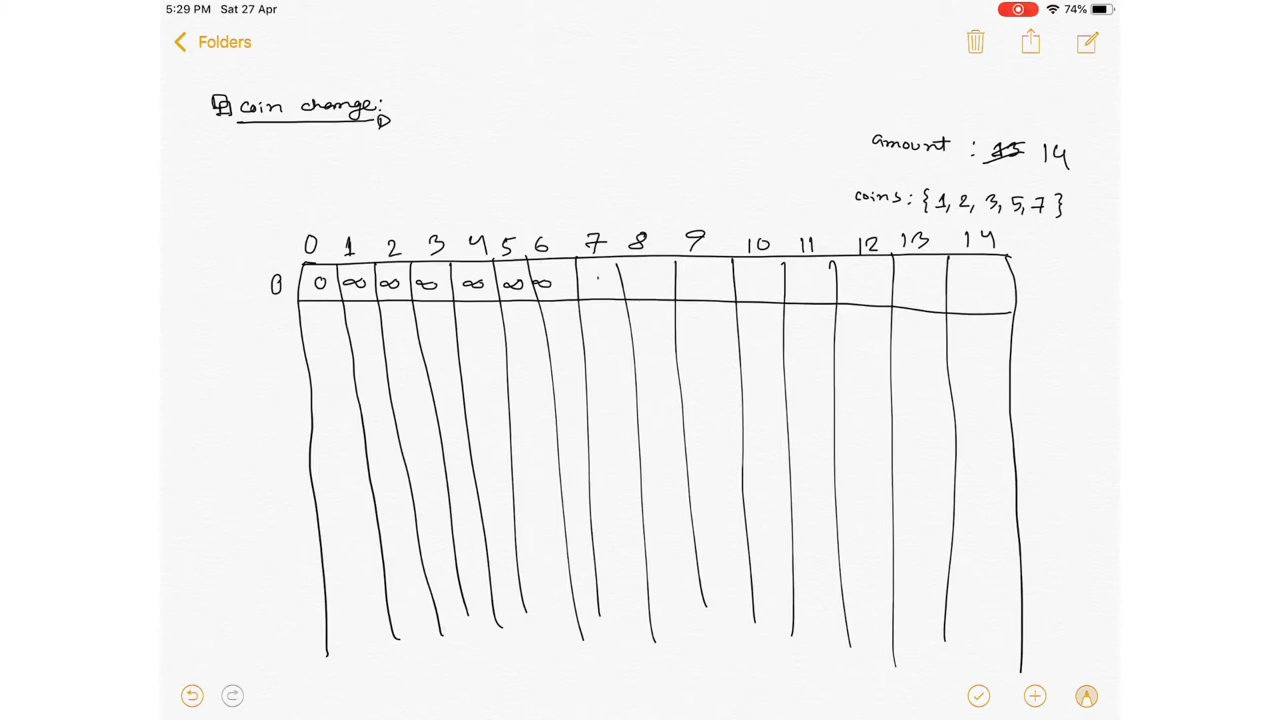 5:29 PM Sat 27 Apr 74%
Folders
coin change:
amount : 15 14
coins: {1, 2, 3, 5, 7}
0 1 2 3 4 5 6 7 8 9 10 11 12 13 14
0 0 ∞ ∞ ∞ ∞ ∞ ∞